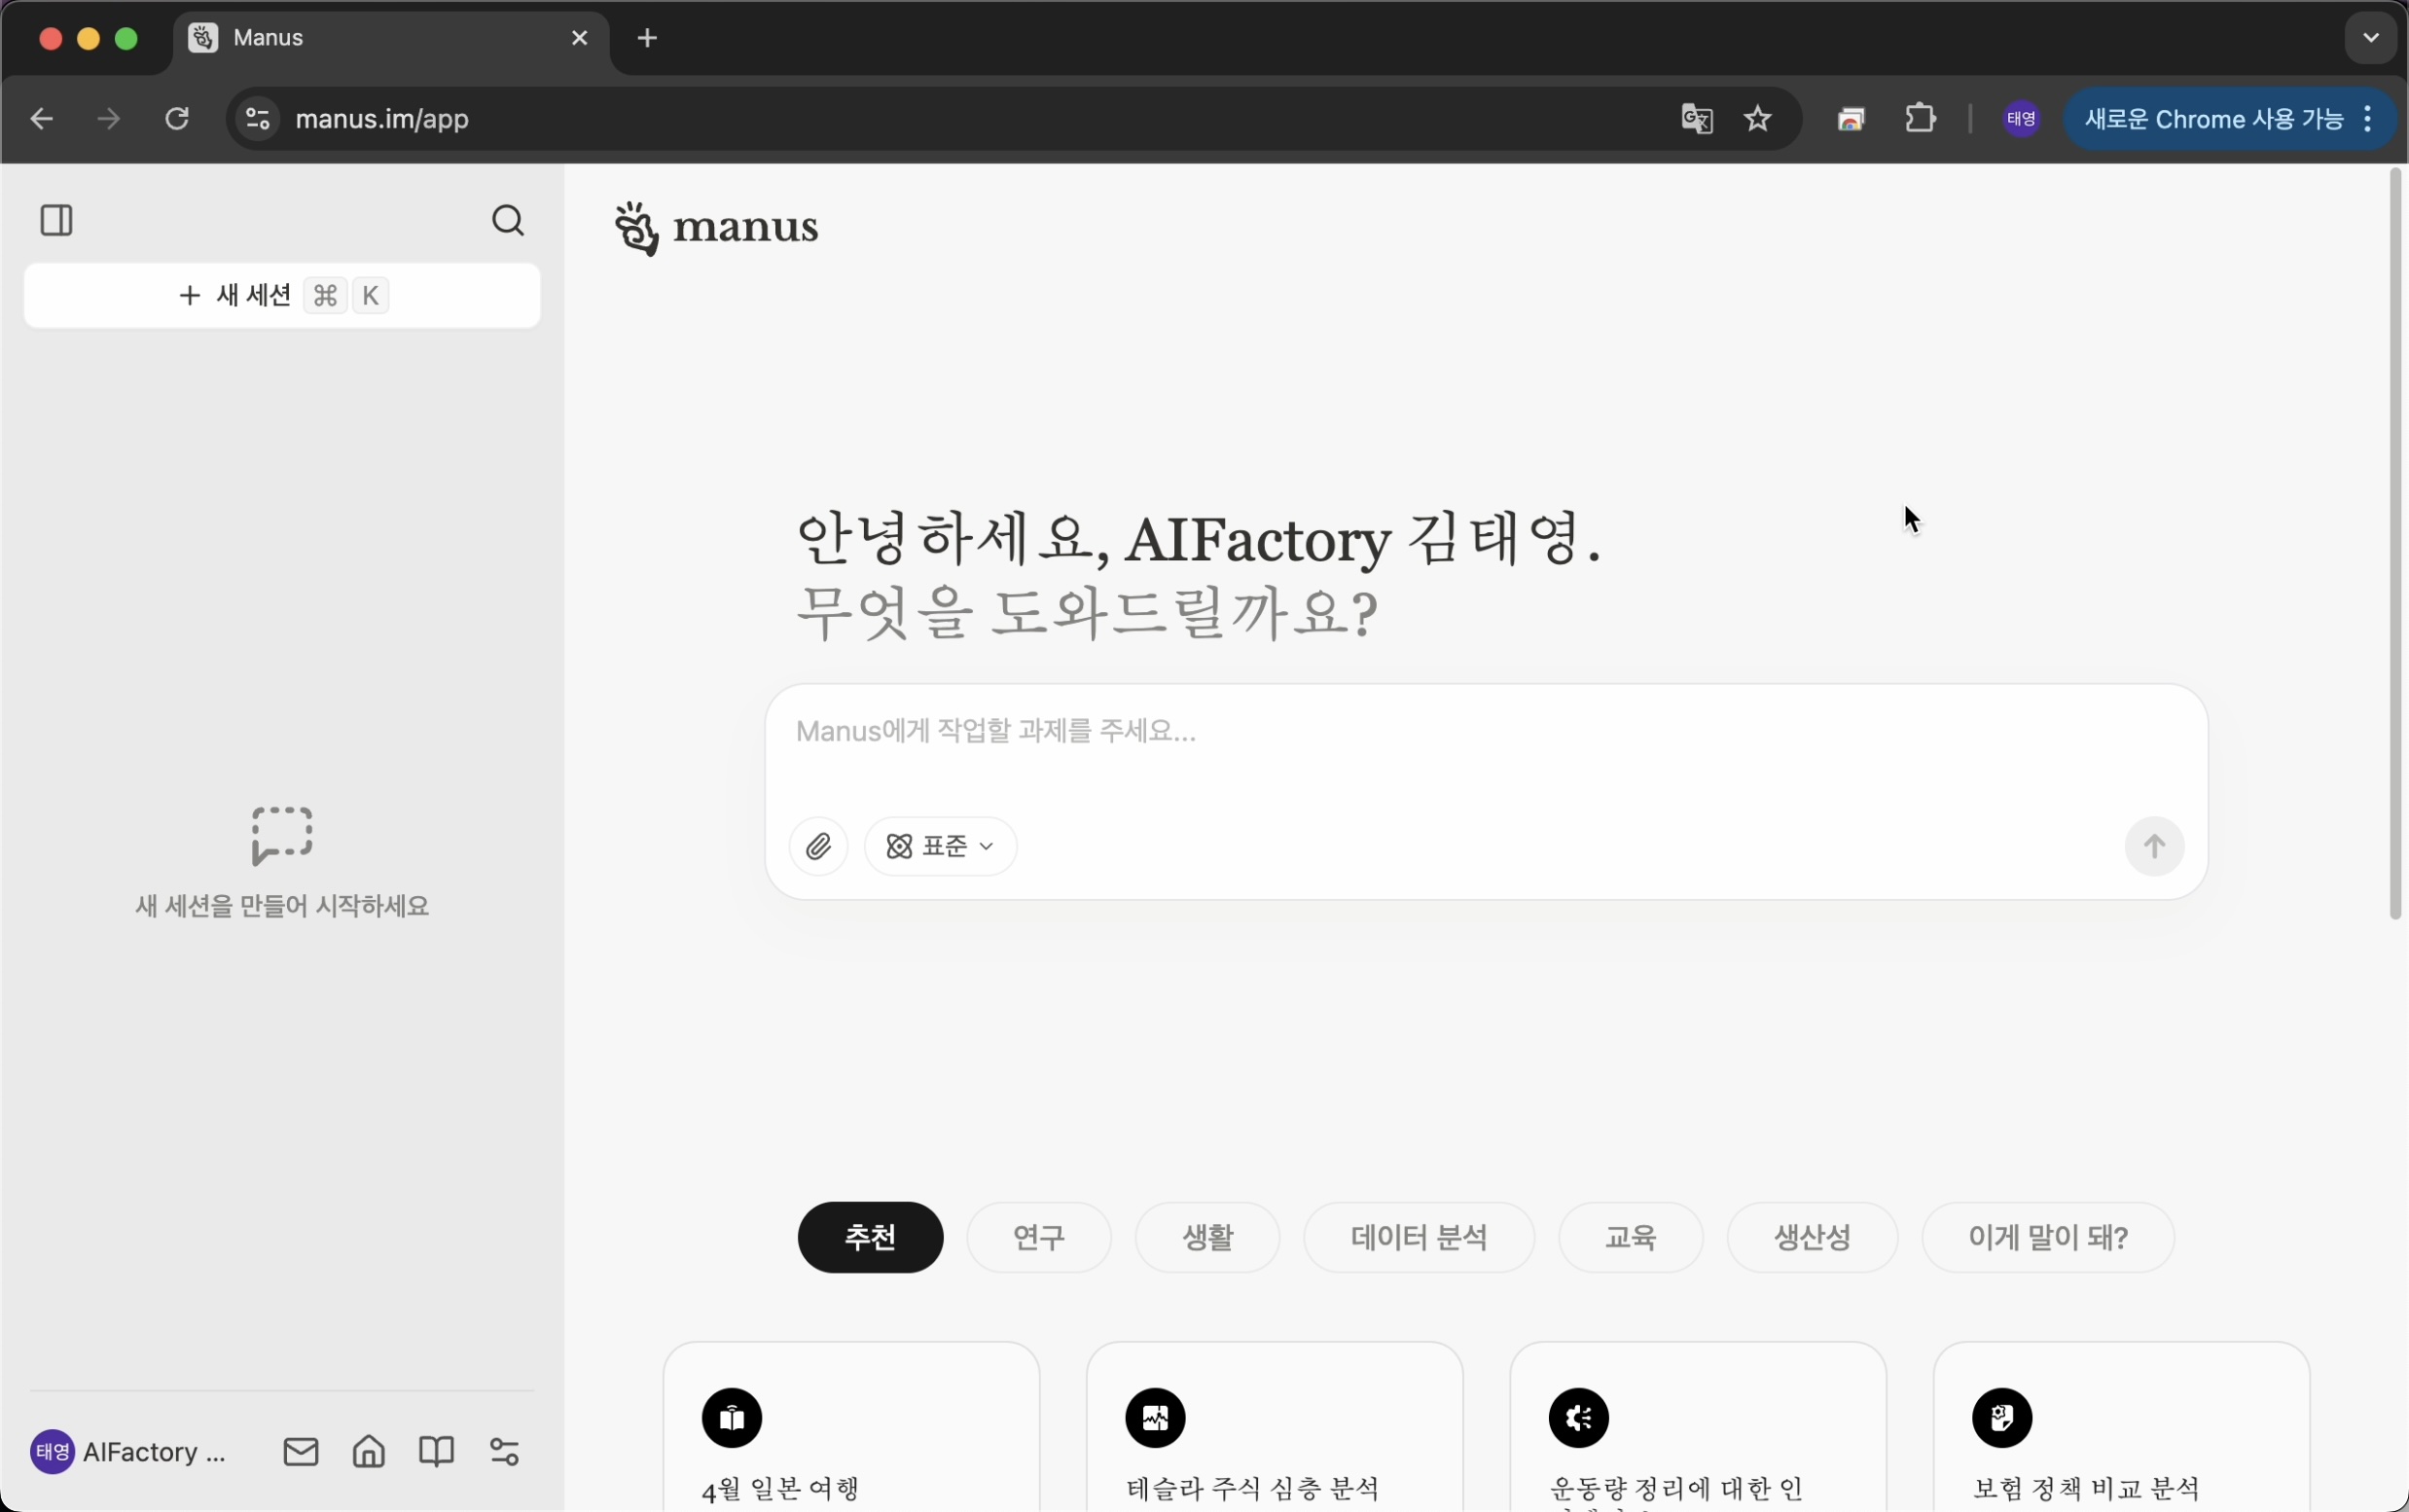 Manus
manus.im/app
태영
새로운 Chrome 사용 가능
manus
새 세션 ⌘ K
안녕하세요, AIFactory 김태영.
무엇을 도와드릴까요?
Manus에게 작업할 과제를 주세요...
표준
새 세션을 만들어 시작하세요
추천
연구
생활
데이터 분석
교육
생산성
이게 말이 돼?
4월 일본 여행
테슬라 주식 심층 분석
운동량 정리에 대한 인
보험 정책 비교 분석
태영
AIFactory ...